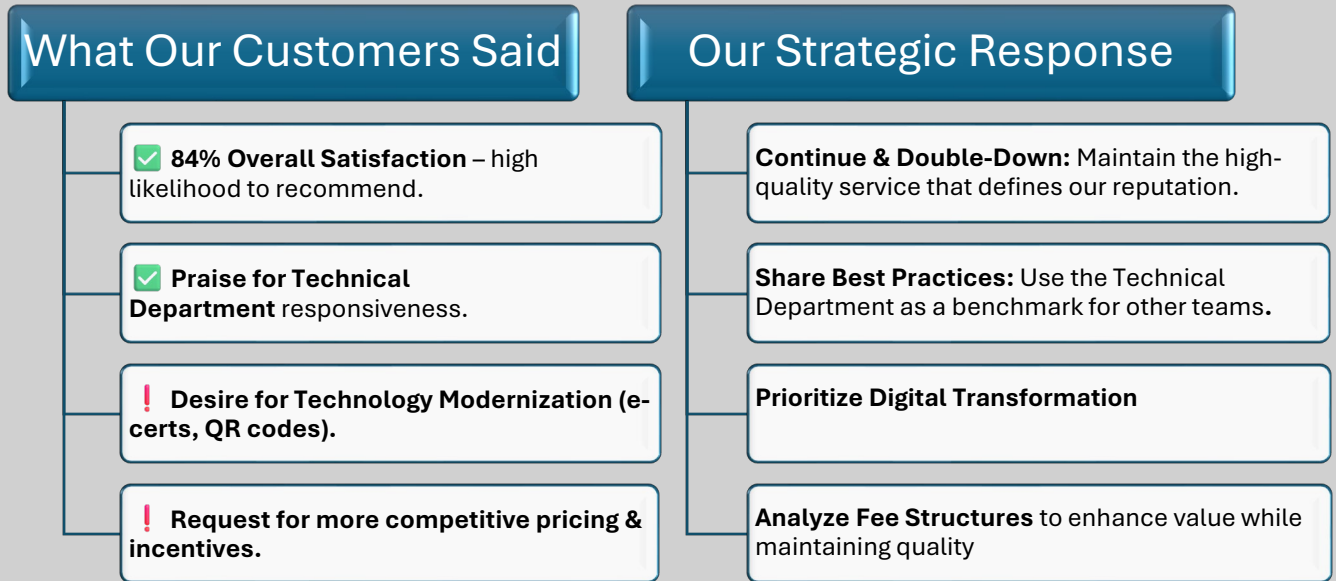 What Our Customers Said
✅ 84% Overall Satisfaction – high
likelihood to recommend.
✅ Praise for Technical
Department responsiveness.
❗ Desire for Technology Modernization (e-
certs, QR codes).
❗ Request for more competitive pricing &
incentives.
Our Strategic Response
Continue & Double-Down: Maintain the high-
quality service that defines our reputation.
Share Best Practices: Use the Technical
Department as a benchmark for other teams.
Prioritize Digital Transformation
Analyze Fee Structures to enhance value while
maintaining quality